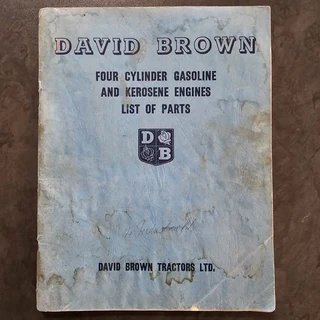 DAVID BROWN
FOUR CYLINDER GASOLINE
AND KEROSENE ENGINES
LIST OF PARTS
D
B
DAVID BROWN TRACTORS LTD.